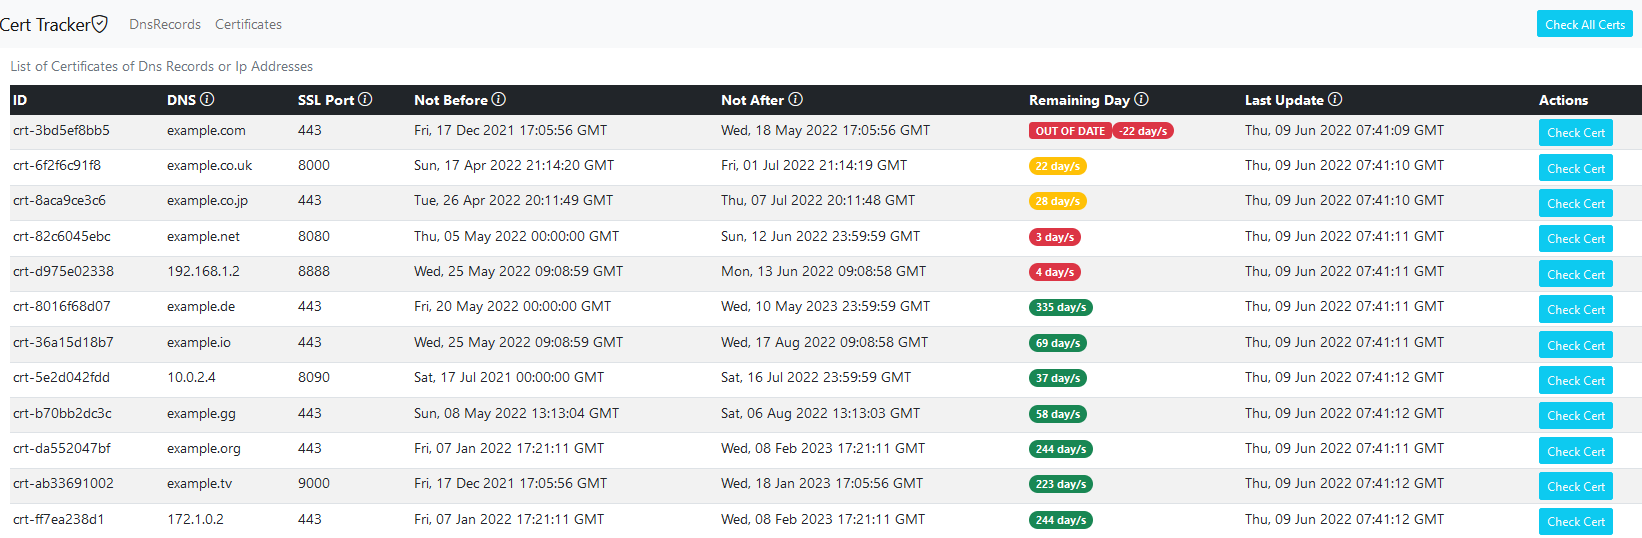 Cert Tracker DnsRecords Certificates Check All Certs
List of Certificates of Dns Records or Ip Addresses
ID DNS SSL Port Not Before Not After Remaining Day Last Update Actions
crt-3bd5ef8bb5 example.com 443 Fri, 17 Dec 2021 17:05:56 GMT Wed, 18 May 2022 17:05:56 GMT OUT OF DATE -22 day/s Thu, 09 Jun 2022 07:41:09 GMT Check Cert
crt-6f2f6c91f8 example.co.uk 8000 Sun, 17 Apr 2022 21:14:20 GMT Fri, 01 Jul 2022 21:14:19 GMT 22 day/s Thu, 09 Jun 2022 07:41:10 GMT Check Cert
crt-8aca9ce3c6 example.co.jp 443 Tue, 26 Apr 2022 20:11:49 GMT Thu, 07 Jul 2022 20:11:48 GMT 28 day/s Thu, 09 Jun 2022 07:41:10 GMT Check Cert
crt-82c6045ebc example.net 8080 Thu, 05 May 2022 00:00:00 GMT Sun, 12 Jun 2022 23:59:59 GMT 3 day/s Thu, 09 Jun 2022 07:41:11 GMT Check Cert
crt-d975e02338 192.168.1.2 8888 Wed, 25 May 2022 09:08:59 GMT Mon, 13 Jun 2022 09:08:58 GMT 4 day/s Thu, 09 Jun 2022 07:41:11 GMT Check Cert
crt-8016f68d07 example.de 443 Fri, 20 May 2022 00:00:00 GMT Wed, 10 May 2023 23:59:59 GMT 335 day/s Thu, 09 Jun 2022 07:41:11 GMT Check Cert
crt-36a15d18b7 example.io 443 Wed, 25 May 2022 09:08:59 GMT Wed, 17 Aug 2022 09:08:58 GMT 69 day/s Thu, 09 Jun 2022 07:41:11 GMT Check Cert
crt-5e2d042fdd 10.0.2.4 8090 Sat, 17 Jul 2021 00:00:00 GMT Sat, 16 Jul 2022 23:59:59 GMT 37 day/s Thu, 09 Jun 2022 07:41:12 GMT Check Cert
crt-b70bb2dc3c example.gg 443 Sun, 08 May 2022 13:13:04 GMT Sat, 06 Aug 2022 13:13:03 GMT 58 day/s Thu, 09 Jun 2022 07:41:12 GMT Check Cert
crt-da552047bf example.org 443 Fri, 07 Jan 2022 17:21:11 GMT Wed, 08 Feb 2023 17:21:11 GMT 244 day/s Thu, 09 Jun 2022 07:41:11 GMT Check Cert
crt-ab33691002 example.tv 9000 Fri, 17 Dec 2021 17:05:56 GMT Wed, 18 Jan 2023 17:05:56 GMT 223 day/s Thu, 09 Jun 2022 07:41:12 GMT Check Cert
crt-ff7ea238d1 172.1.0.2 443 Fri, 07 Jan 2022 17:21:11 GMT Wed, 08 Feb 2023 17:21:11 GMT 244 day/s Thu, 09 Jun 2022 07:41:12 GMT Check Cert